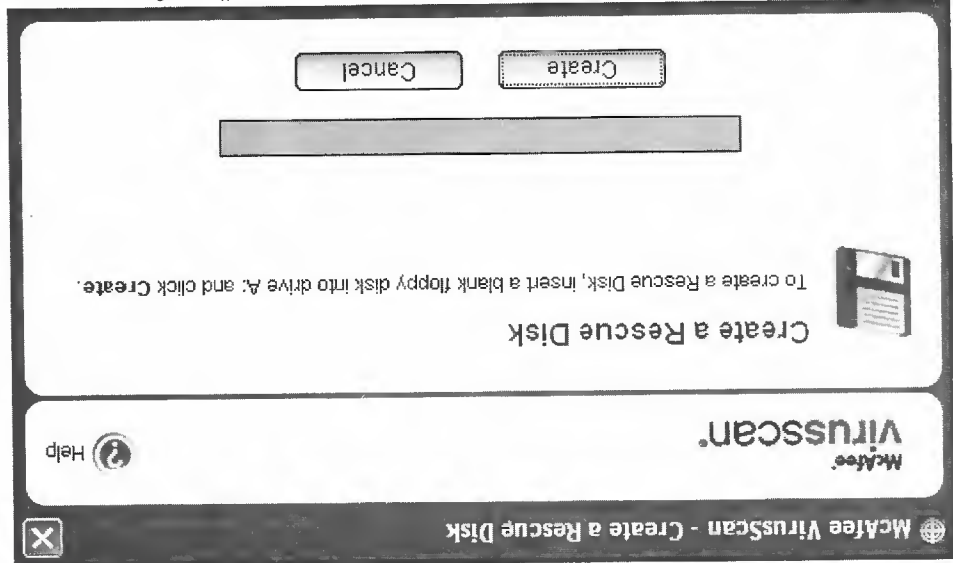 McAfee VirusScan - Create a Rescue Disk
McAfee®
virusscan®
Help
Create a Rescue Disk
To create a Rescue Disk, insert a blank floppy disk into drive A: and click Create.
Create
Cancel